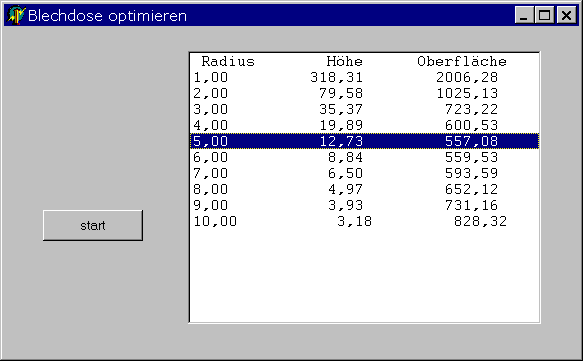 Blechdose optimieren
Radius Höhe Oberfläche
1,00 318,31 2006,28
2,00 79,58 1025,13
3,00 35,37 723,22
4,00 19,89 600,53
5,00 12,73 557,08
6,00 8,84 559,53
7,00 6,50 593,59
8,00 4,97 652,12
9,00 3,93 731,16
10,00 3,18 828,32
start